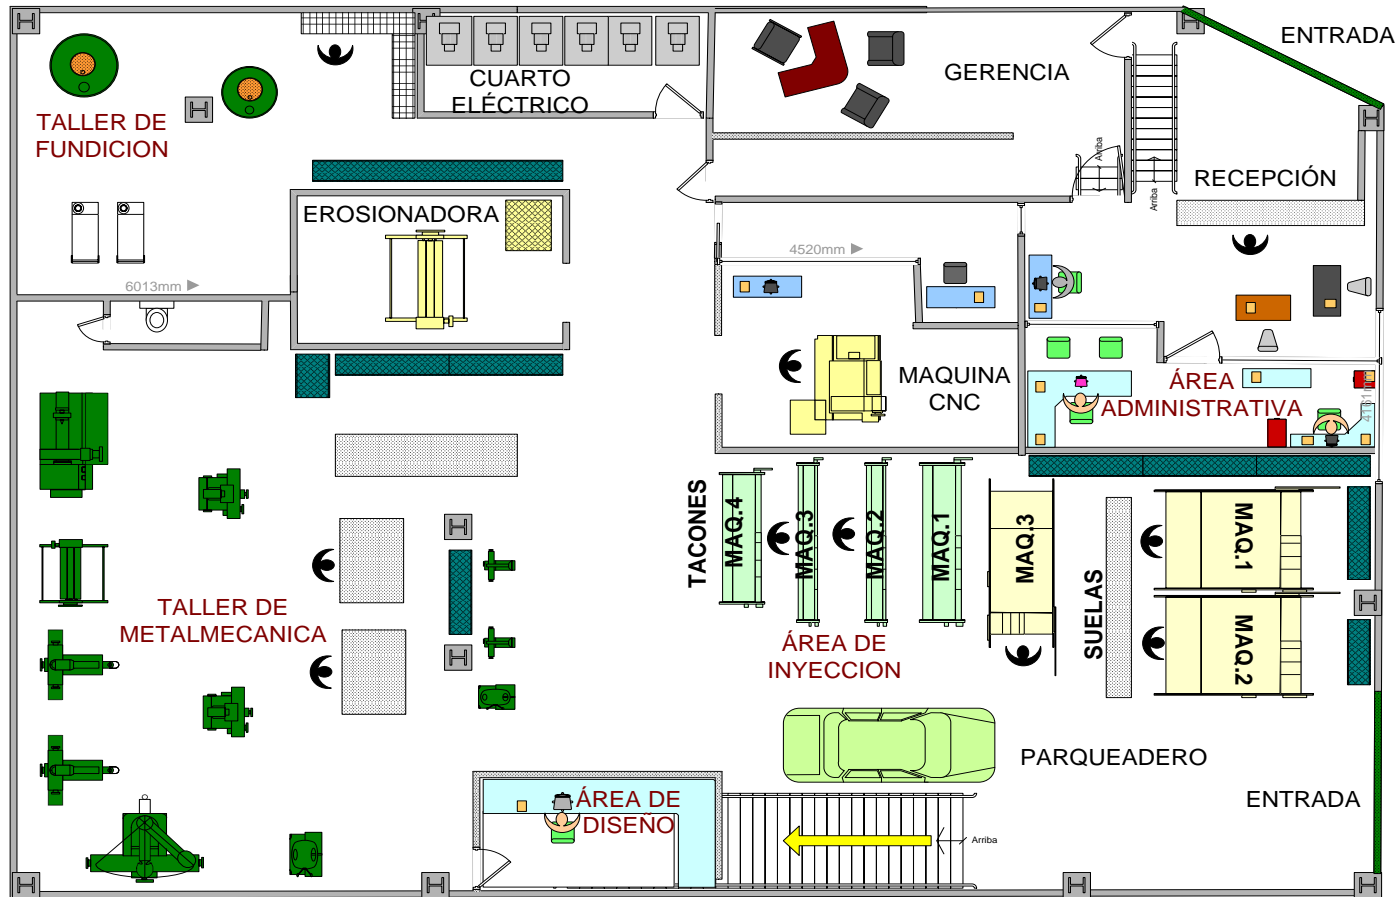 ENTRADA
GERENCIA
CUARTO
ELÉCTRICO
TALLER DE
FUNDICION
Arriba
Arriba
RECEPCIÓN
EROSIONADORA
4520mm
6013mm
MAQUINA
CNC
ÁREA
ADMINISTRATIVA
4161mm
TACONES
MAQ.4
MAQ.3
MAQ.2
MAQ.1
MAQ.3
SUELAS
MAQ.1
MAQ.2
TALLER DE
METALMECANICA
ÁREA DE
INYECCION
PARQUEADERO
ÁREA DE
DISEÑO
Arriba
ENTRADA